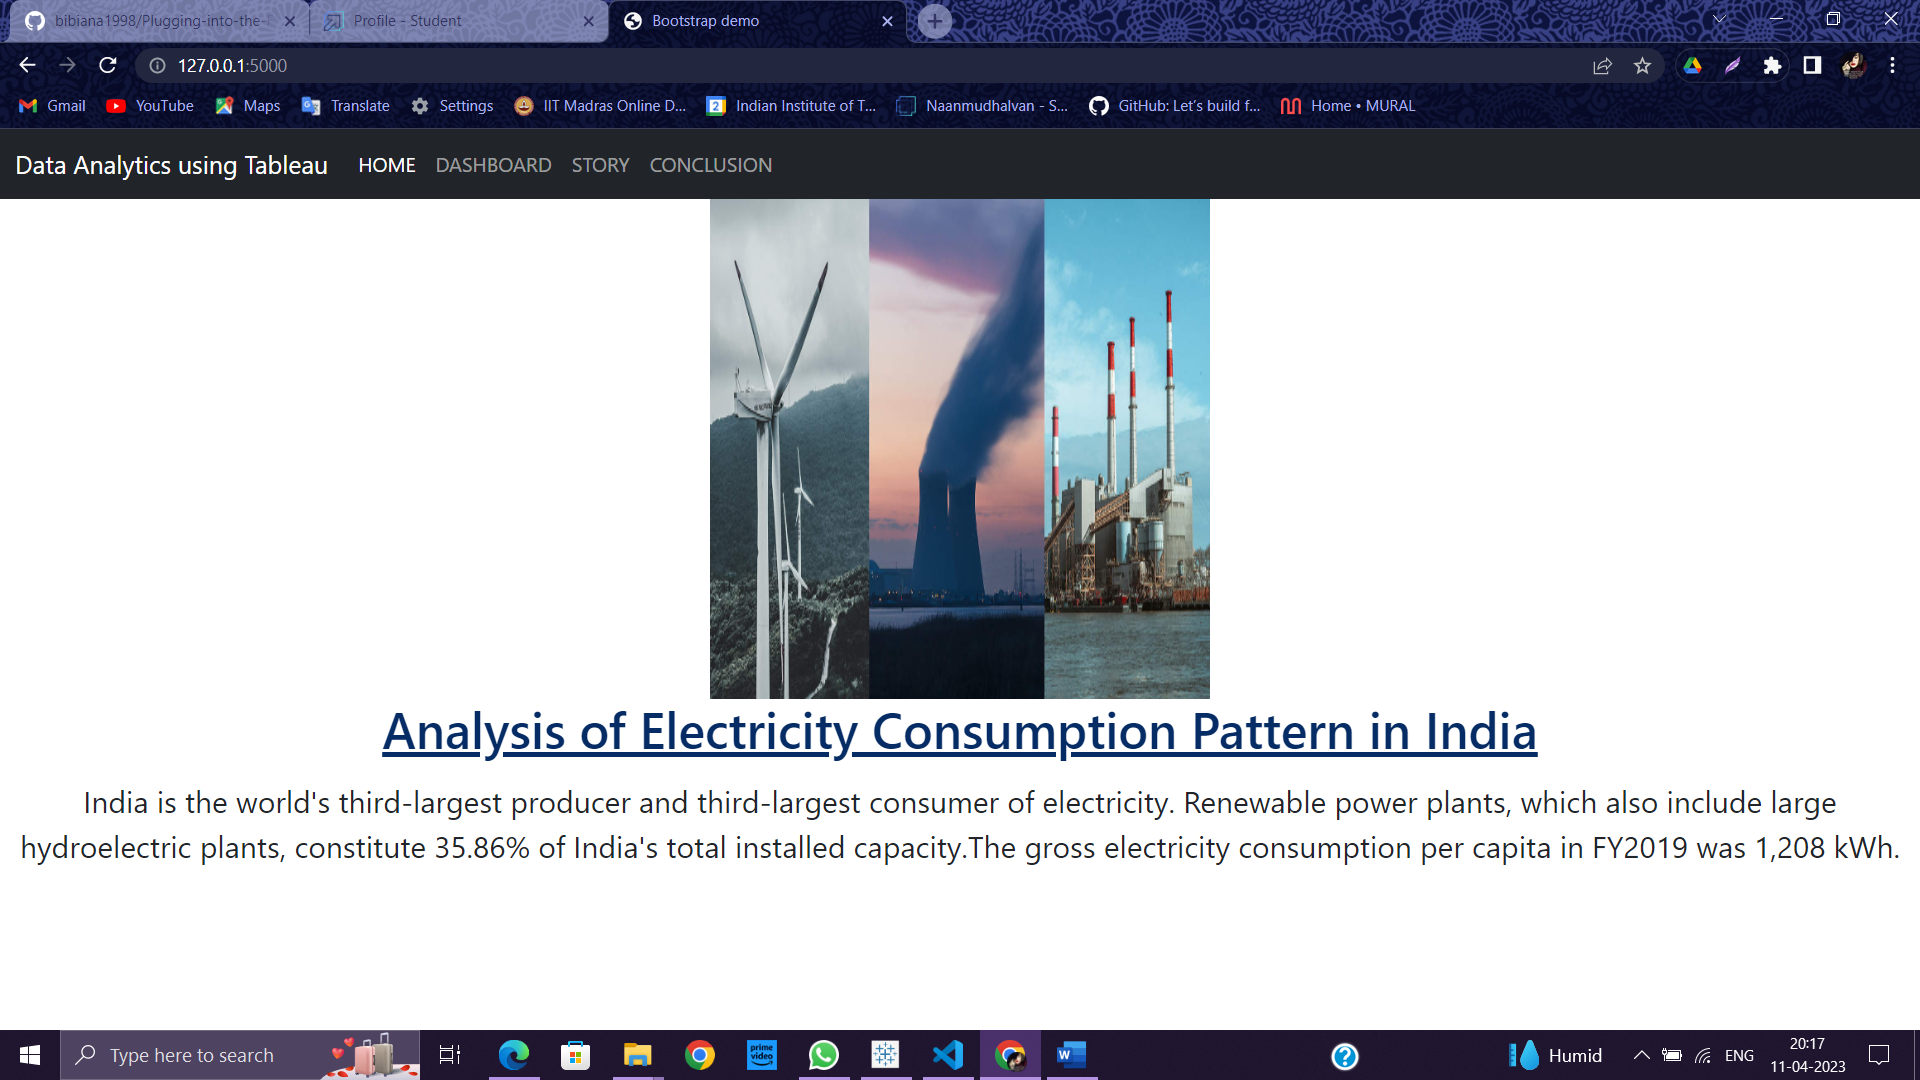 bibiana1998/Plugging-into-the-
Profile - Student
Bootstrap demo
127.0.0.1:5000
Gmail
YouTube
Maps
Translate
Settings
IIT Madras Online D...
Indian Institute of T...
Naanmudhalvan - S...
GitHub: Let's build f...
Home • MURAL
Data Analytics using Tableau
HOME
DASHBOARD
STORY
CONCLUSION
Analysis of Electricity Consumption Pattern in India
India is the world's third-largest producer and third-largest consumer of electricity. Renewable power plants, which also include large
hydroelectric plants, constitute 35.86% of India's total installed capacity.The gross electricity consumption per capita in FY2019 was 1,208 kWh.
Type here to search
prime video
Humid
ENG
20:17
11-04-2023